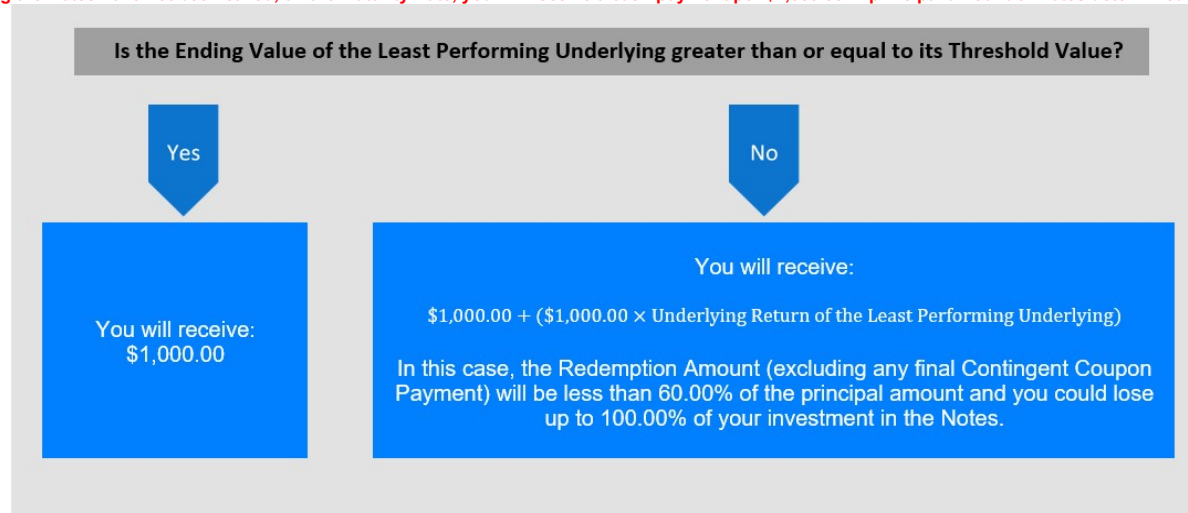 Is the Ending Value of the Least Performing Underlying greater than or equal to its Threshold Value?
Yes
No
You will receive:
$1,000.00
You will receive:
$1,000.00 + ($1,000.00 × Underlying Return of the Least Performing Underlying)
In this case, the Redemption Amount (excluding any final Contingent Coupon
Payment) will be less than 60.00% of the principal amount and you could lose
up to 100.00% of your investment in the Notes.